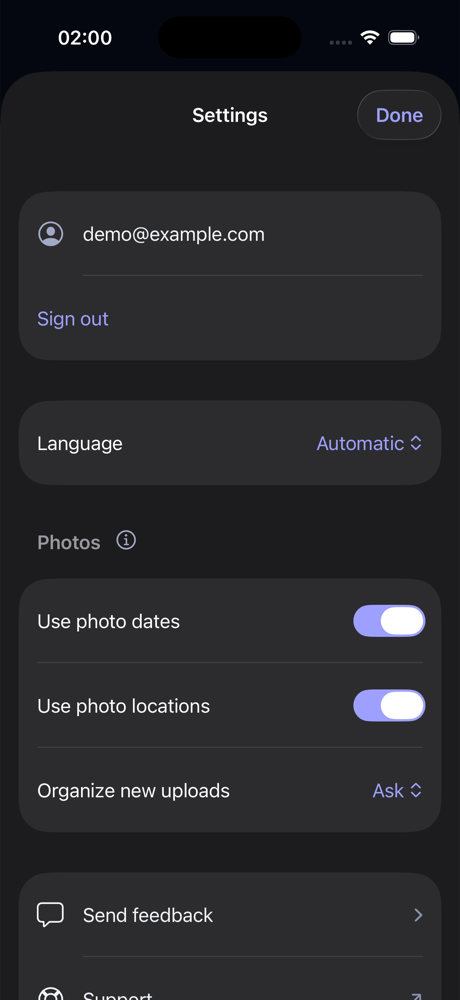 02:00
Settings
Done
demo@example.com
Sign out
Language
Automatic
Photos
Use photo dates
Use photo locations
Organize new uploads
Ask
Send feedback
Support